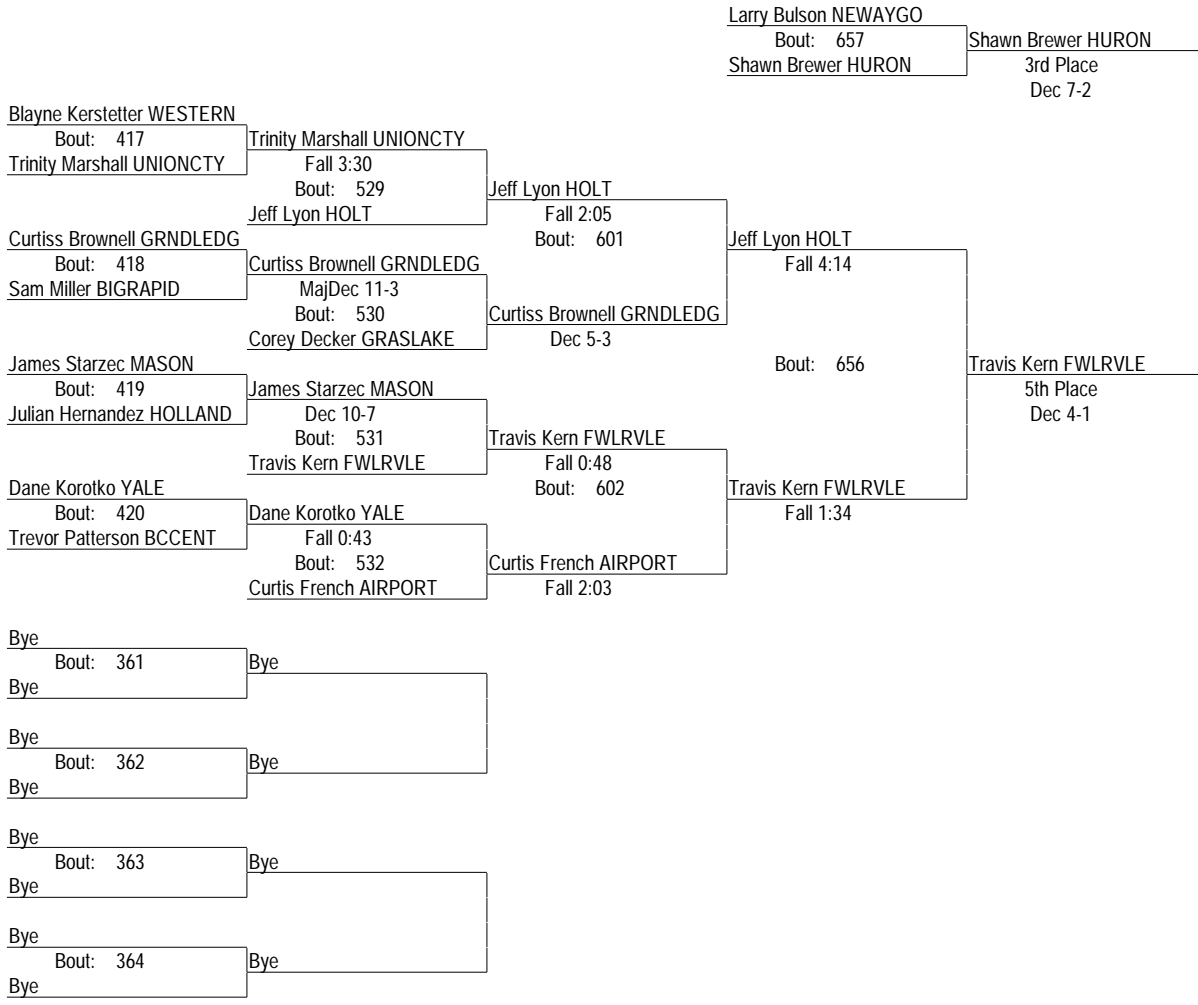 Larry Bulson NEWAYGO
Bout: 657 Shawn Brewer HURON
Shawn Brewer HURON 3rd Place
Dec 7-2
Blayne Kerstetter WESTERN
Bout: 417 Trinity Marshall UNIONCTY
Trinity Marshall UNIONCTY Fall 3:30
Bout: 529 Jeff Lyon HOLT
Jeff Lyon HOLT Fall 2:05
Curtiss Brownell GRNDLEDG Bout: 601 Jeff Lyon HOLT
Bout: 418 Curtiss Brownell GRNDLEDG Fall 4:14
Sam Miller BIGRAPID MajDec 11-3
Bout: 530 Curtiss Brownell GRNDLEDG
Corey Decker GRASLAKE Dec 5-3
James Starzec MASON Bout: 656 Travis Kern FWLRVLE
Bout: 419 James Starzec MASON 5th Place
Julian Hernandez HOLLAND Dec 10-7 Dec 4-1
Bout: 531 Travis Kern FWLRVLE
Travis Kern FWLRVLE Fall 0:48
Dane Korotko YALE Bout: 602 Travis Kern FWLRVLE
Bout: 420 Dane Korotko YALE Fall 1:34
Trevor Patterson BCCENT Fall 0:43
Bout: 532 Curtis French AIRPORT
Curtis French AIRPORT Fall 2:03
Bye
Bout: 361 Bye
Bye
Bye
Bout: 362 Bye
Bye
Bye
Bout: 363 Bye
Bye
Bye
Bout: 364 Bye
Bye